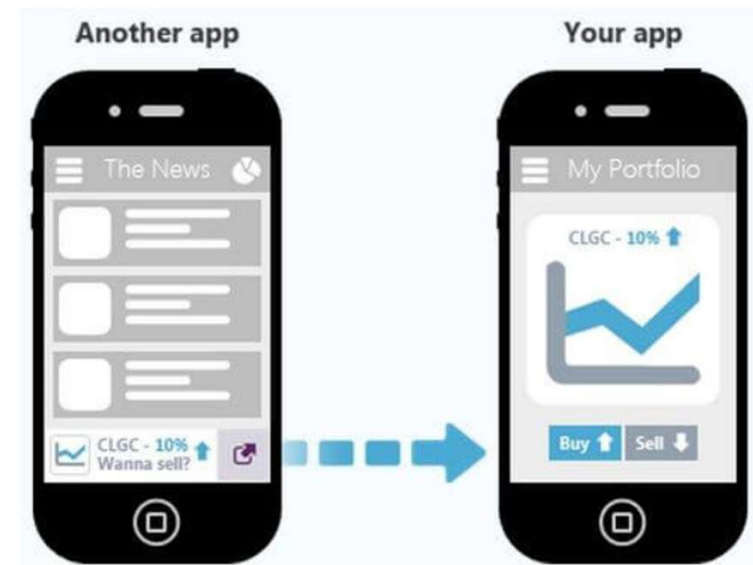 Another app
Your app
The News
My Portfolio
CLGC - 10%
CLGC - 10%
Wanna sell?
Buy
Sell